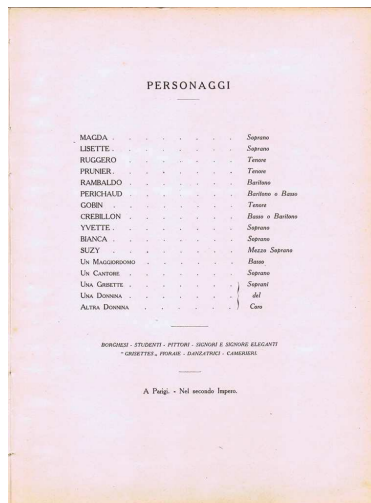 PERSONAGGI
MAGDA . . . . . . . . Soprano
LISETTE . . . . . . . . Soprano
RUGGERO . . . . . . . Tenore
PRUNIER . . . . . . . . Tenore
RAMBALDO . . . . . . . Baritono
PERICHAUD . . . . . . . Baritono o Basso
GOBIN . . . . . . . . Tenore
CREBILLON . . . . . . . Basso o Baritono
YVETTE . . . . . . . . Soprano
BIANCA . . . . . . . . Soprano
SUZY . . . . . . . . Mezzo Soprano
UN MAGGIORDOMO . . . . . . Basso
UN CANTORE . . . . . . . Soprano
UNA GRISETTE . . . . . . Soprani
UNA DONNINA . . . . . . del
ALTRA DONNINA . . . . . . Coro
BORGHESI - STUDENTI - PITTORI - SIGNORI E SIGNORE ELEGANTI
" GRISETTES „ FIORAIE - DANZATRICI - CAMERIERI.
A Parigi. - Nel secondo Impero.